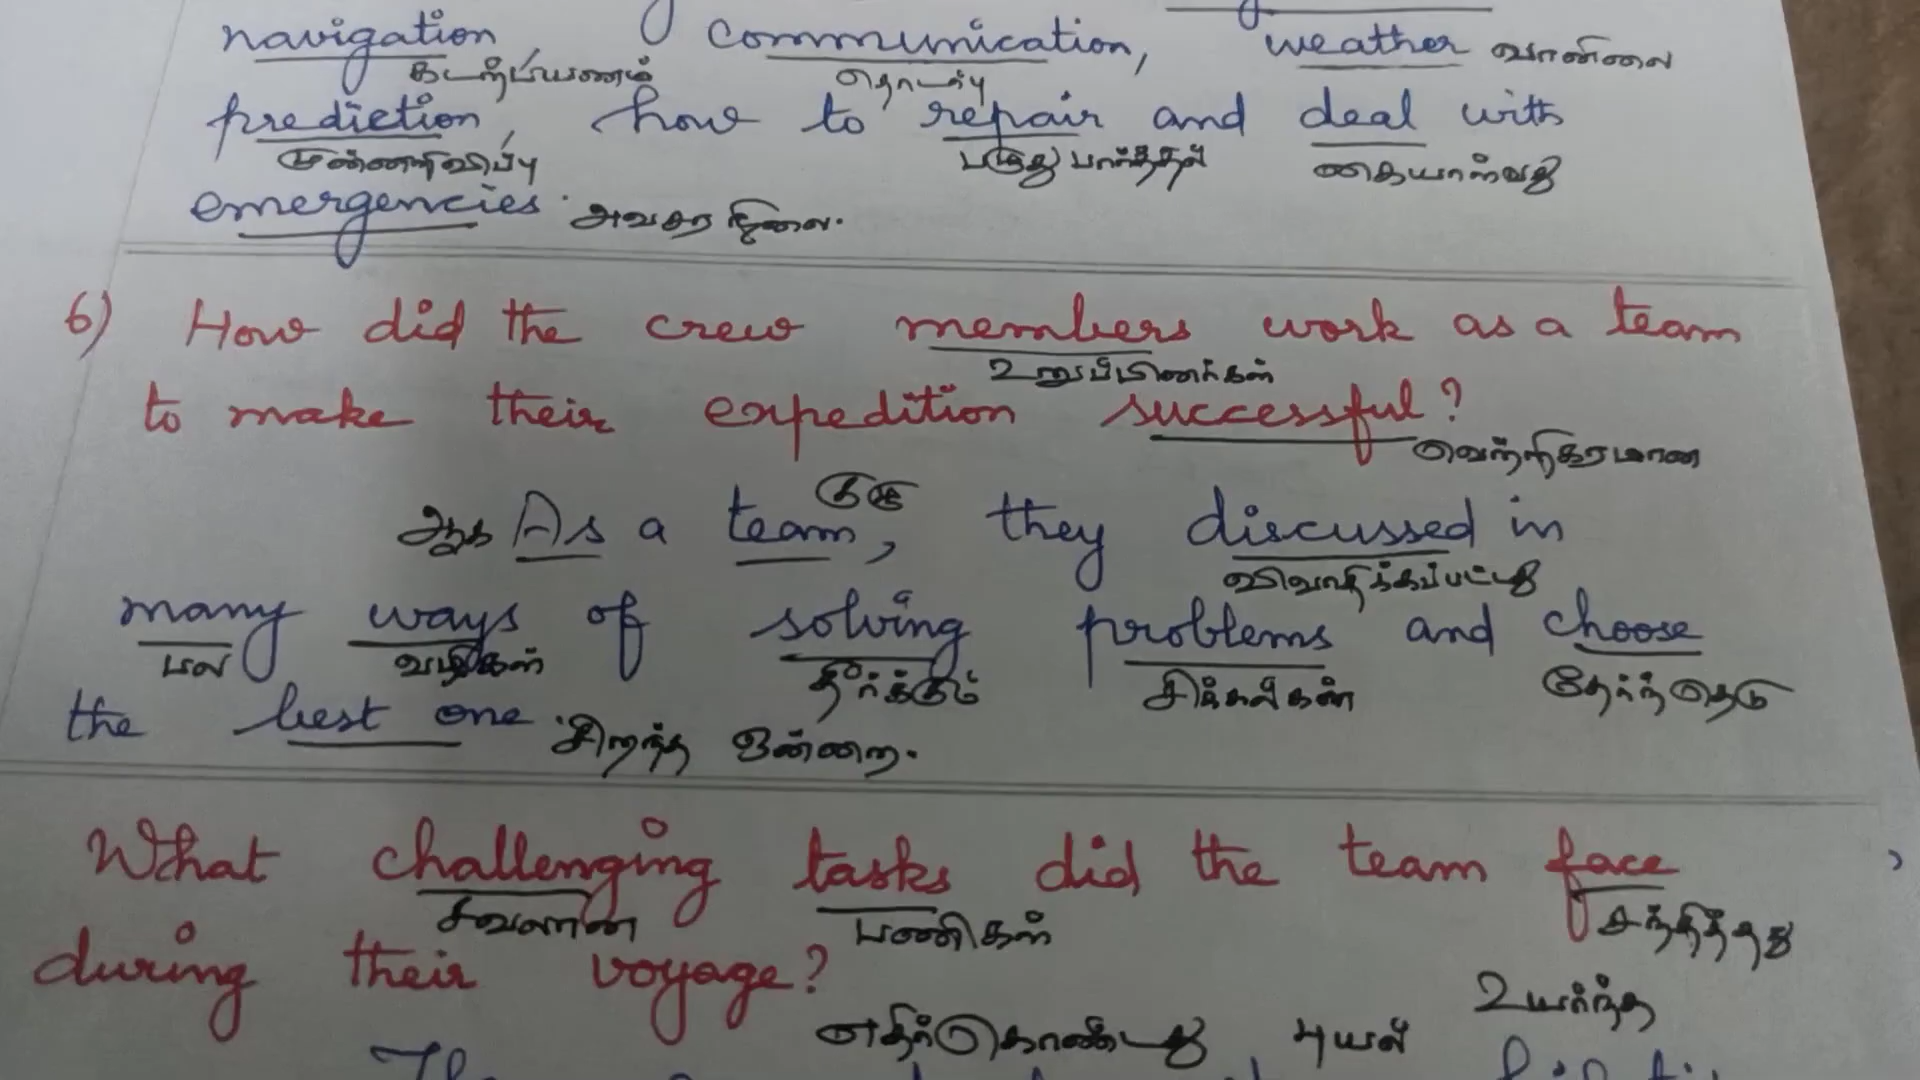 navigation communication, weather வானிலை
கடற்பயணம் தொடர்பு
prediction, how to repair and deal with
முன்னறிவிப்பு பழுது பார்த்தல் கையாள்வது
emergencies. அவசர நிலை.
6) How did the crew members work as a team
உறுப்பினர்கள்
to make their expedition successful?
வெற்றிகரமான
குழு
ஆக As a team, they discussed in
விவாதிக்கப்பட்டது
many ways of solving problems and choose
பல வழிகள் தீர்க்கும் சிக்கல்கள் தேர்ந்தெடு
the best one. சிறந்த ஒன்றை.
What challenging tasks did the team face
சவாலான பணிகள் சந்தித்தது
during their voyage?
உயர்ந்த
எதிர்கொண்டது புயல்